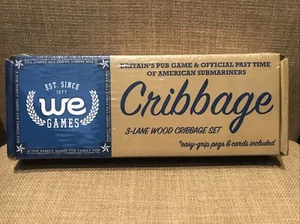 BRITAIN'S PUB GAME & OFFICIAL PAST TIME
OF AMERICAN SUBMARINERS
EST. SINCE
1977
we
GAMES
Cribbage
3-LANE WOOD CRIBBAGE SET
*easy-grip pegs & cards included